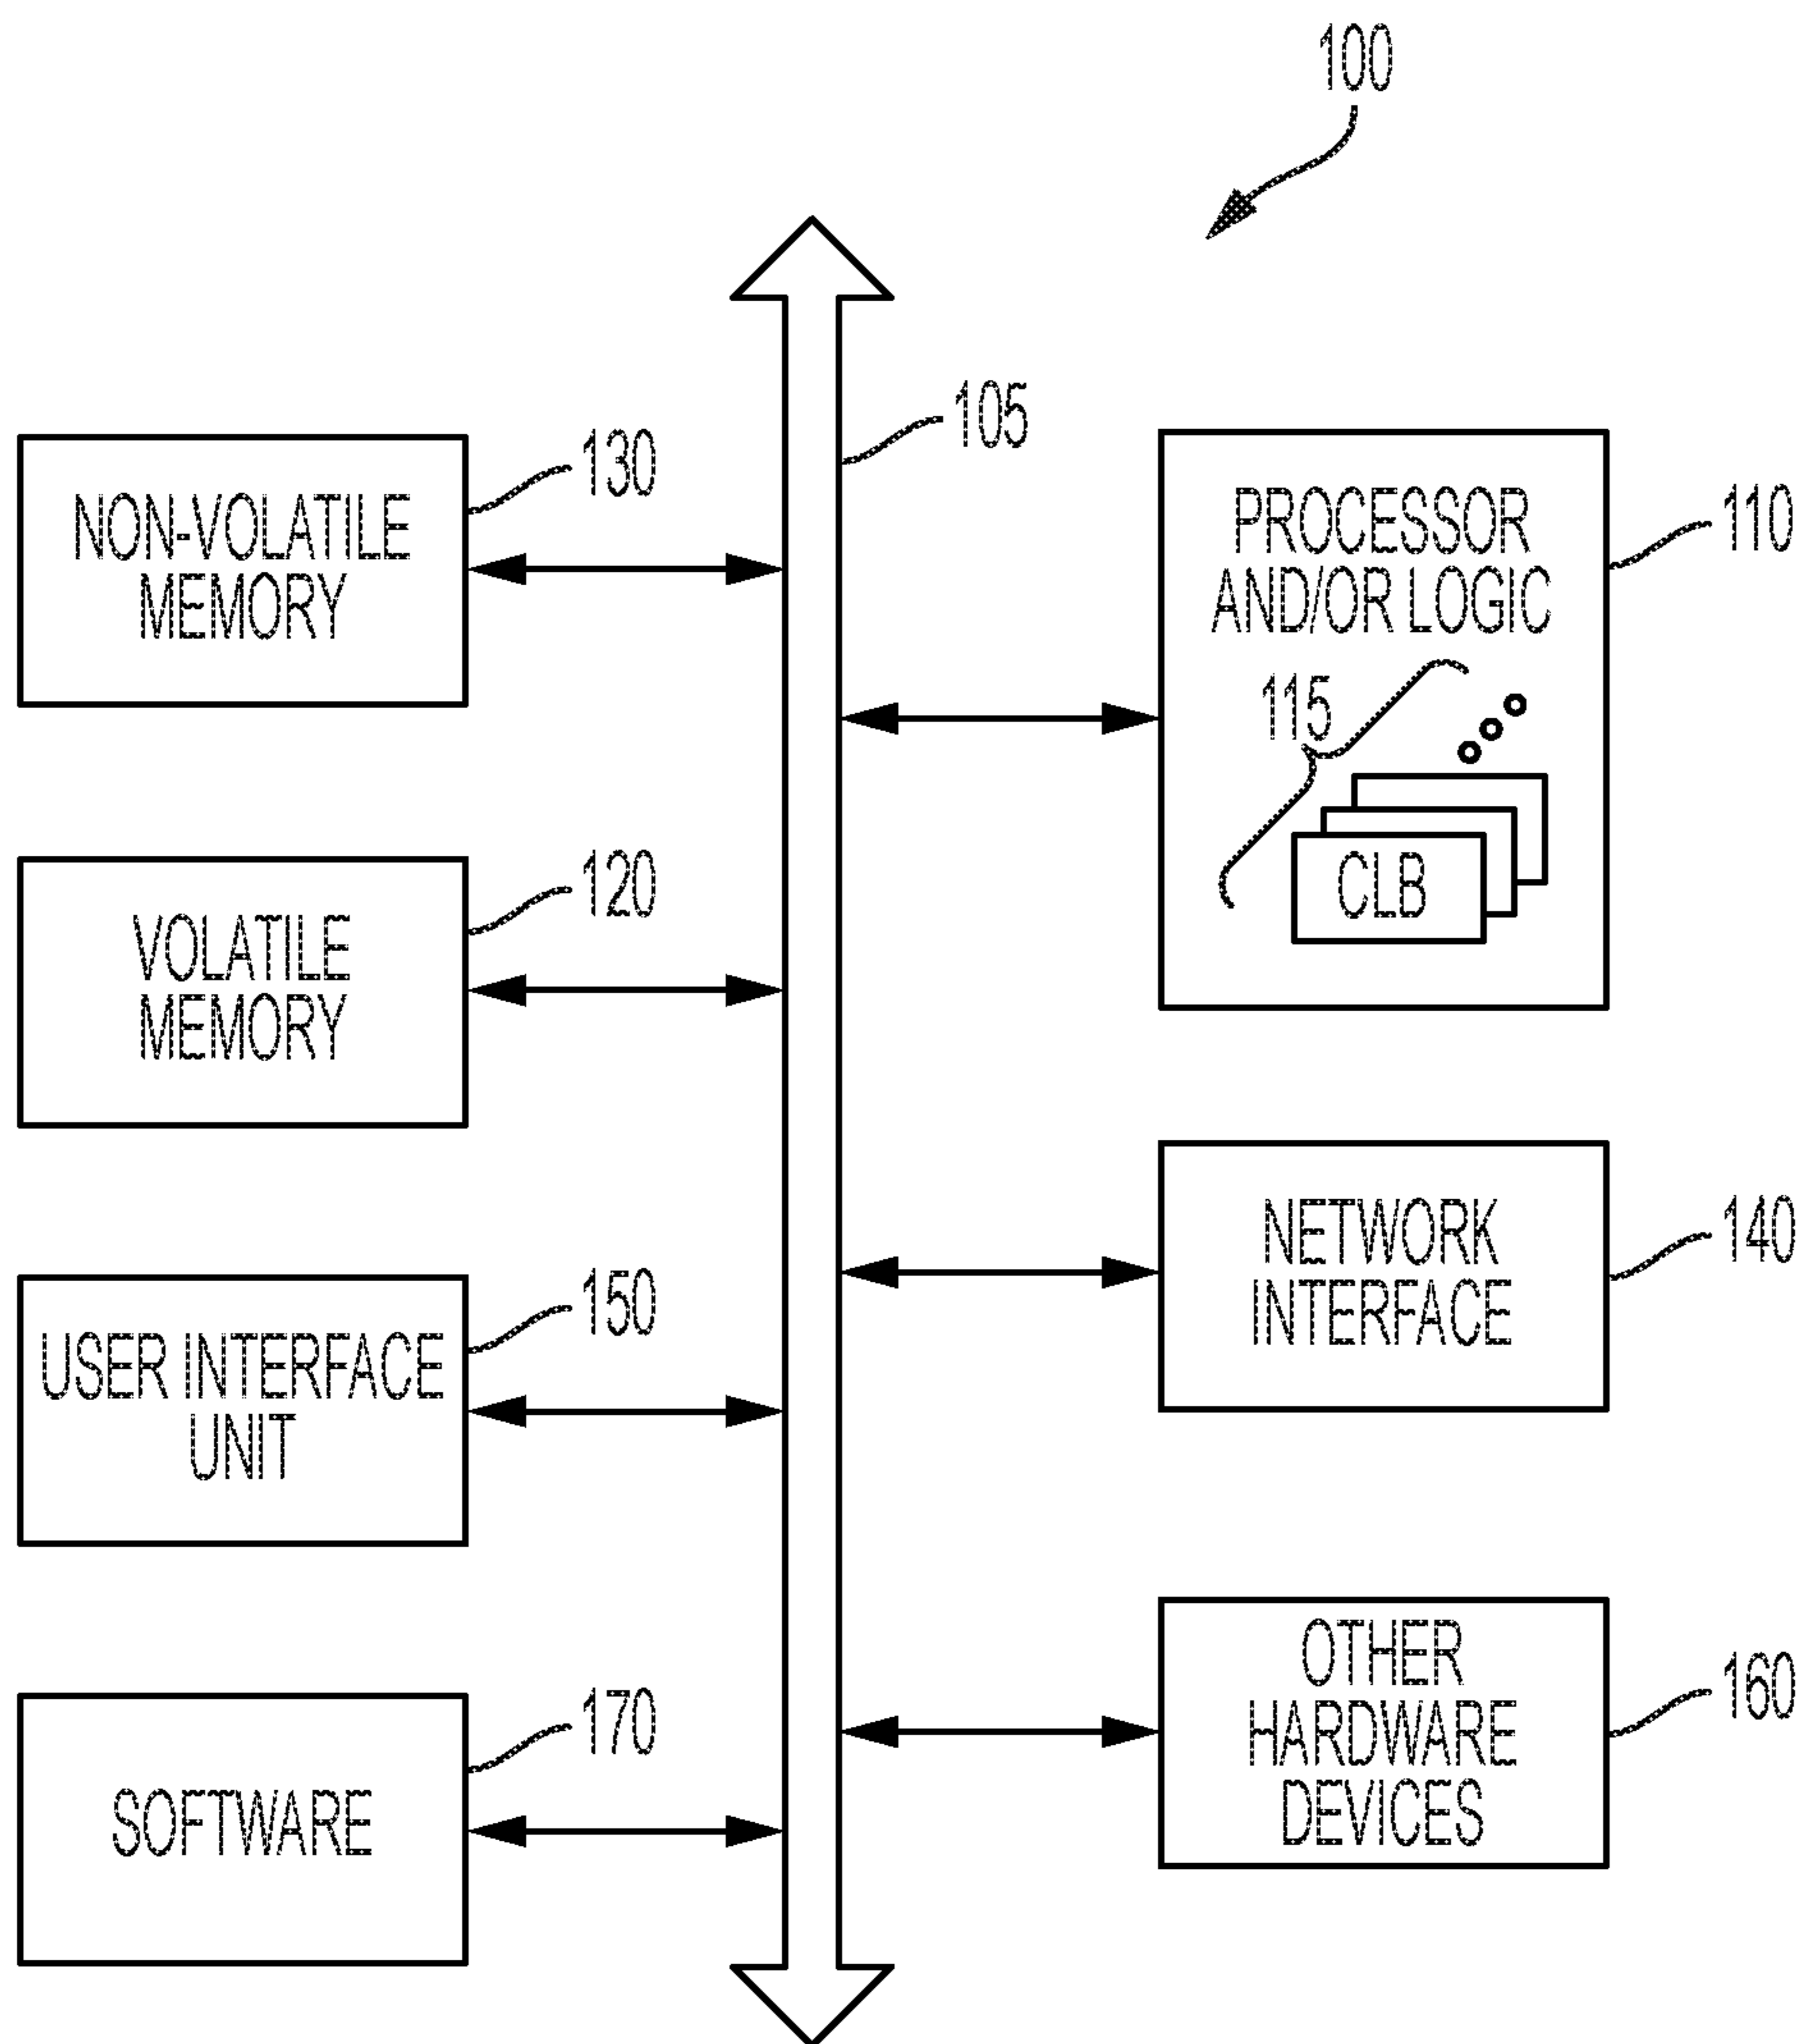 100
105
130
NON-VOLATILE
MEMORY
110
PROCESSOR
AND/OR LOGIC
115
CLB
120
VOLATILE
MEMORY
140
NETWORK
INTERFACE
150
USER INTERFACE
UNIT
160
OTHER
HARDWARE
DEVICES
170
SOFTWARE